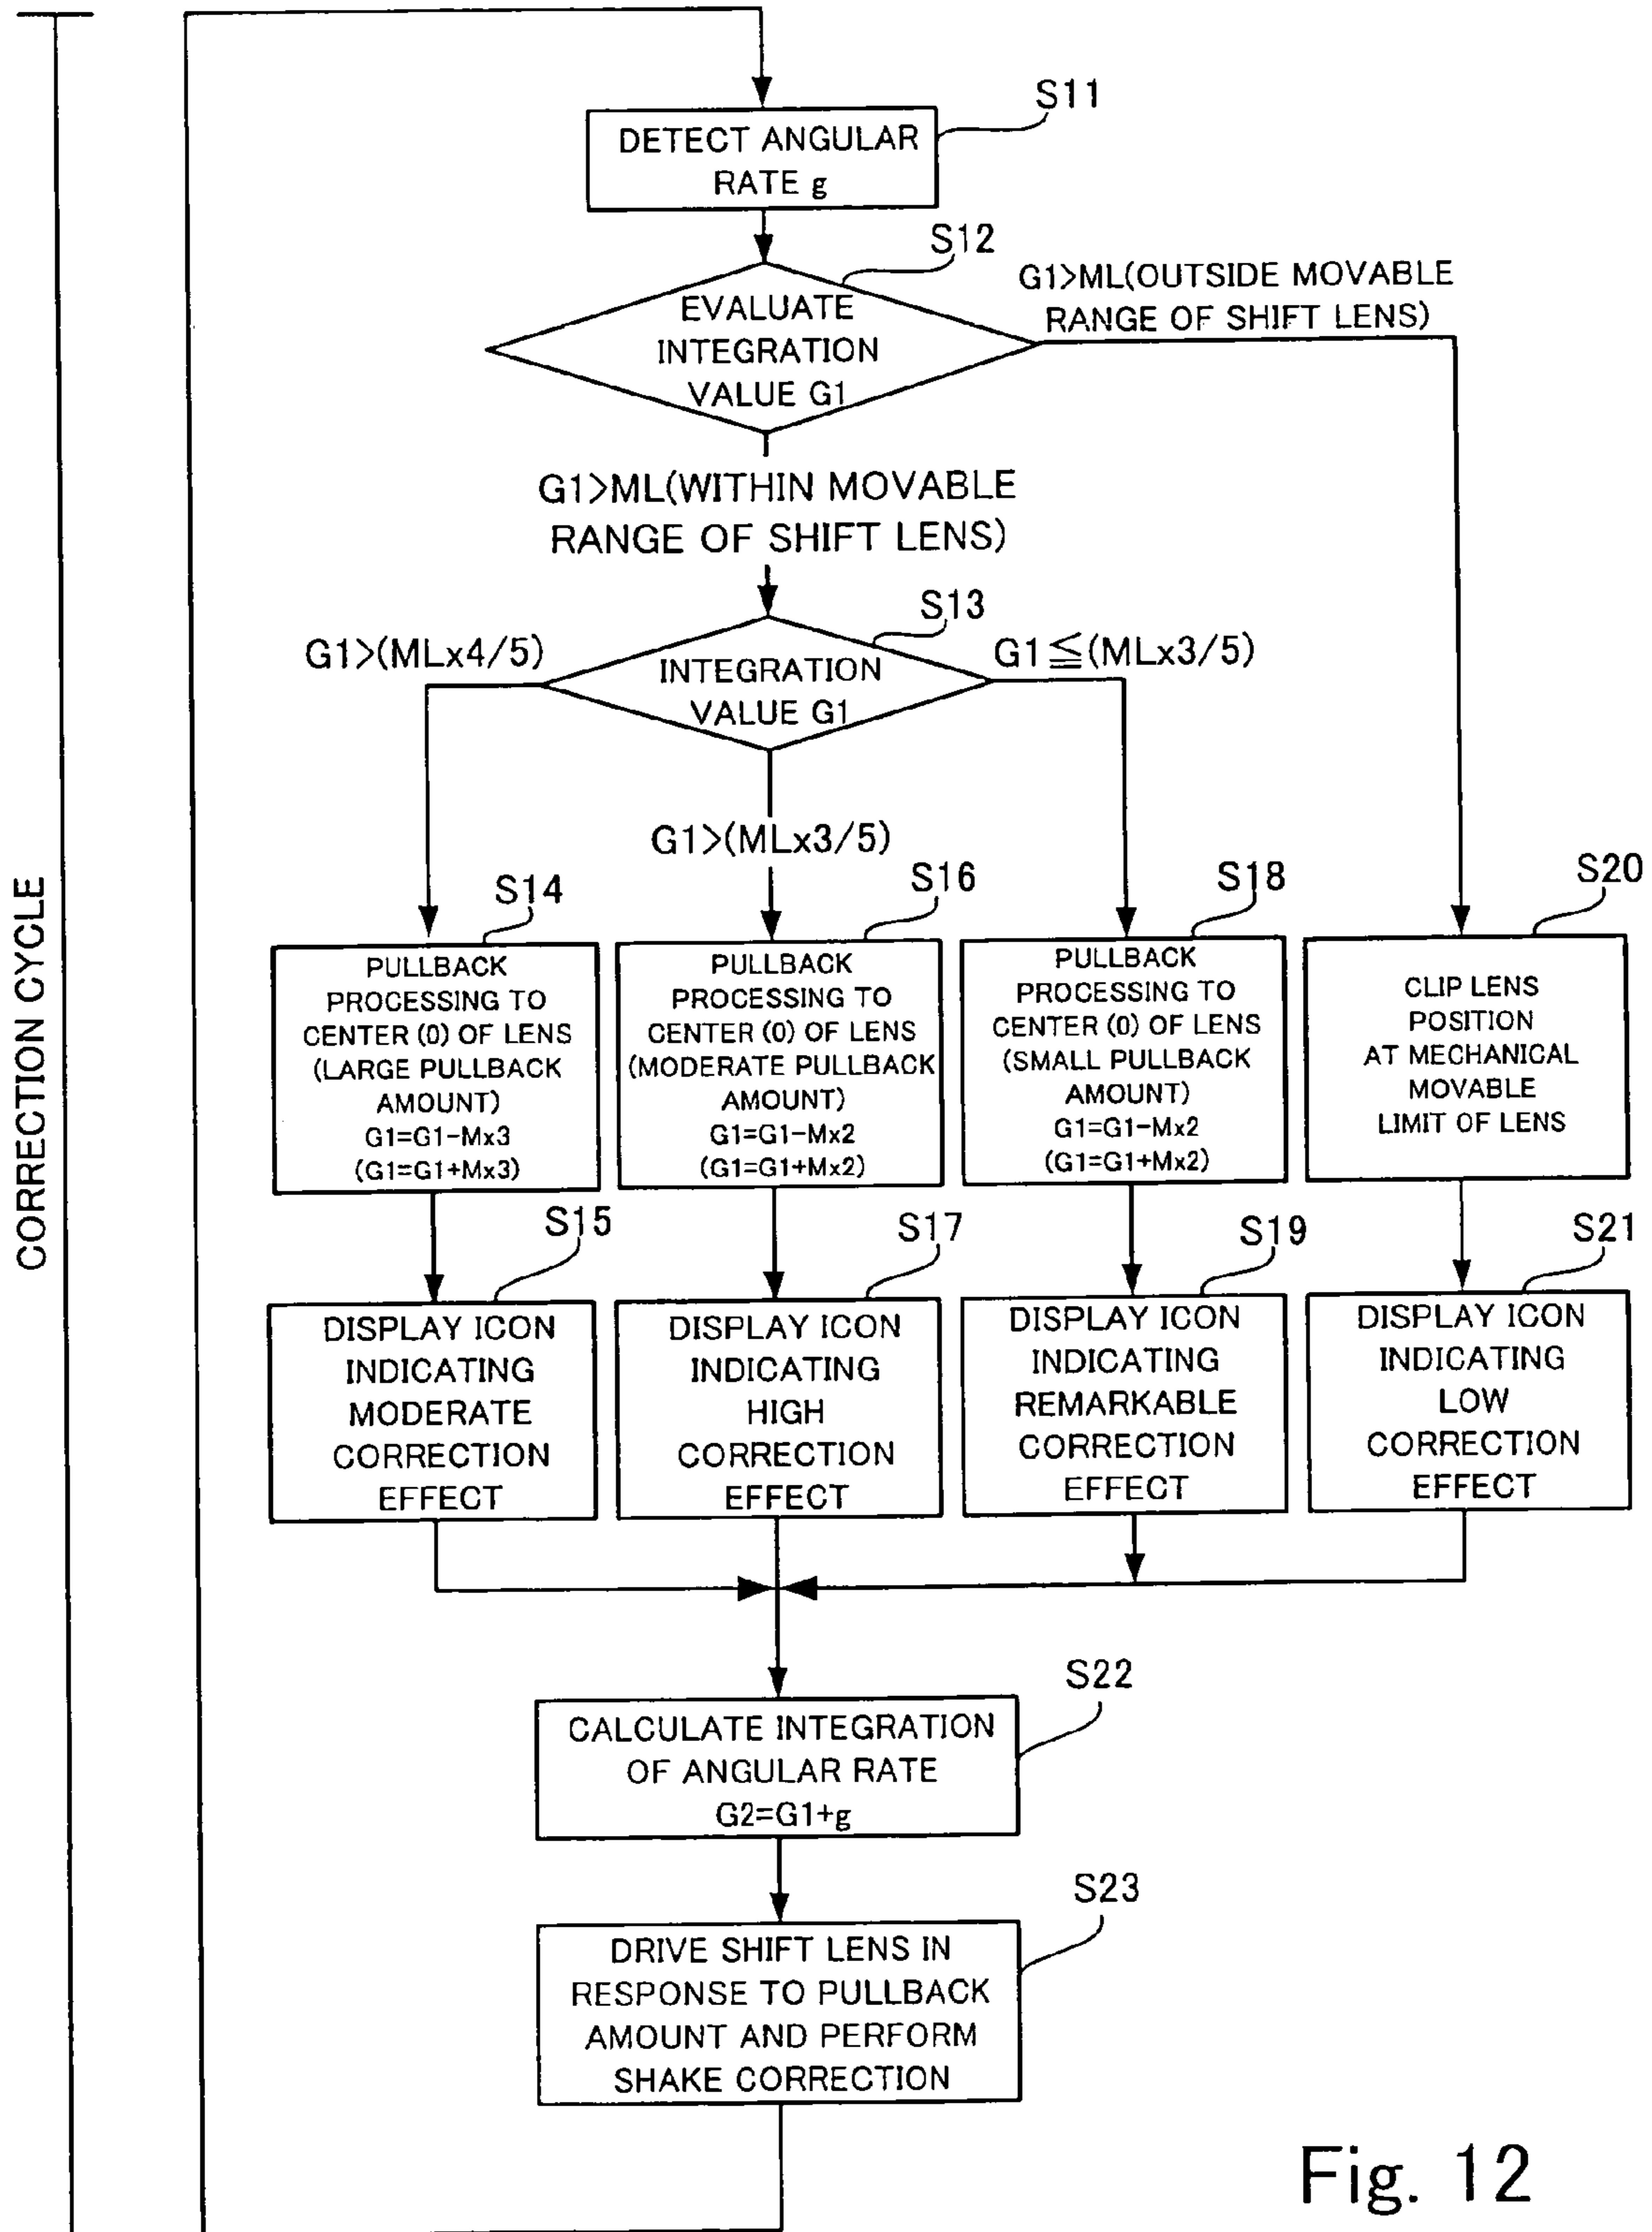 CORRECTION CYCLE
S11
DETECT ANGULAR
RATE g
S12
EVALUATE
INTEGRATION
VALUE G1
G1>ML(OUTSIDE MOVABLE
RANGE OF SHIFT LENS)
G1>ML(WITHIN MOVABLE
RANGE OF SHIFT LENS)
S13
INTEGRATION
VALUE G1
G1>(MLx4/5)
G1≦(MLx3/5)
G1>(MLx3/5)
S14
PULLBACK
PROCESSING TO
CENTER (0) OF LENS
(LARGE PULLBACK
AMOUNT)
G1=G1-Mx3
(G1=G1+Mx3)
S16
PULLBACK
PROCESSING TO
CENTER (0) OF LENS
(MODERATE PULLBACK
AMOUNT)
G1=G1-Mx2
(G1=G1+Mx2)
S18
PULLBACK
PROCESSING TO
CENTER (0) OF LENS
(SMALL PULLBACK
AMOUNT)
G1=G1-Mx2
(G1=G1+Mx2)
S20
CLIP LENS
POSITION
AT MECHANICAL
MOVABLE
LIMIT OF LENS
S15
DISPLAY ICON
INDICATING
MODERATE
CORRECTION
EFFECT
S17
DISPLAY ICON
INDICATING
HIGH
CORRECTION
EFFECT
S19
DISPLAY ICON
INDICATING
REMARKABLE
CORRECTION
EFFECT
S21
DISPLAY ICON
INDICATING
LOW
CORRECTION
EFFECT
S22
CALCULATE INTEGRATION
OF ANGULAR RATE
G2=G1+g
S23
DRIVE SHIFT LENS IN
RESPONSE TO PULLBACK
AMOUNT AND PERFORM
SHAKE CORRECTION
Fig. 12